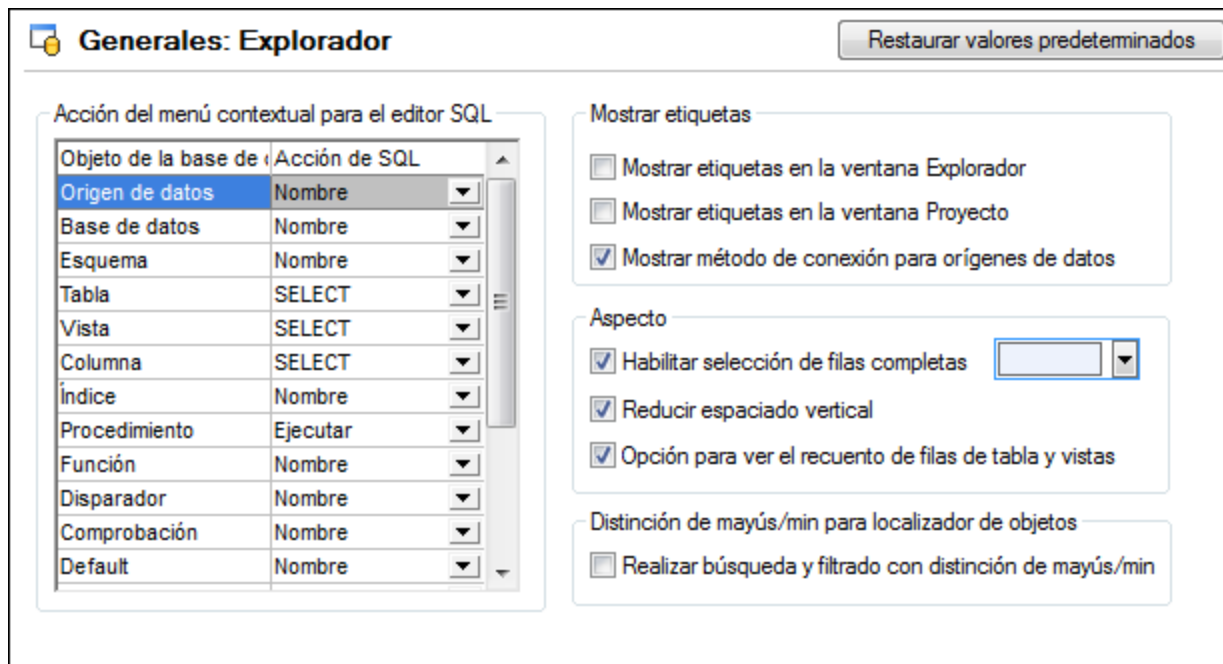 Generales: Explorador
Restaurar valores predeterminados
Acción del menú contextual para el editor SQL
Objeto de la base de Acción de SQL
Origen de datos Nombre
Base de datos Nombre
Esquema Nombre
Tabla SELECT
Vista SELECT
Columna SELECT
Índice Nombre
Procedimiento Ejecutar
Función Nombre
Disparador Nombre
Comprobación Nombre
Default Nombre
Mostrar etiquetas
Mostrar etiquetas en la ventana Explorador
Mostrar etiquetas en la ventana Proyecto
Mostrar método de conexión para orígenes de datos
Aspecto
Habilitar selección de filas completas
Reducir espaciado vertical
Opción para ver el recuento de filas de tabla y vistas
Distinción de mayús/min para localizador de objetos
Realizar búsqueda y filtrado con distinción de mayús/min